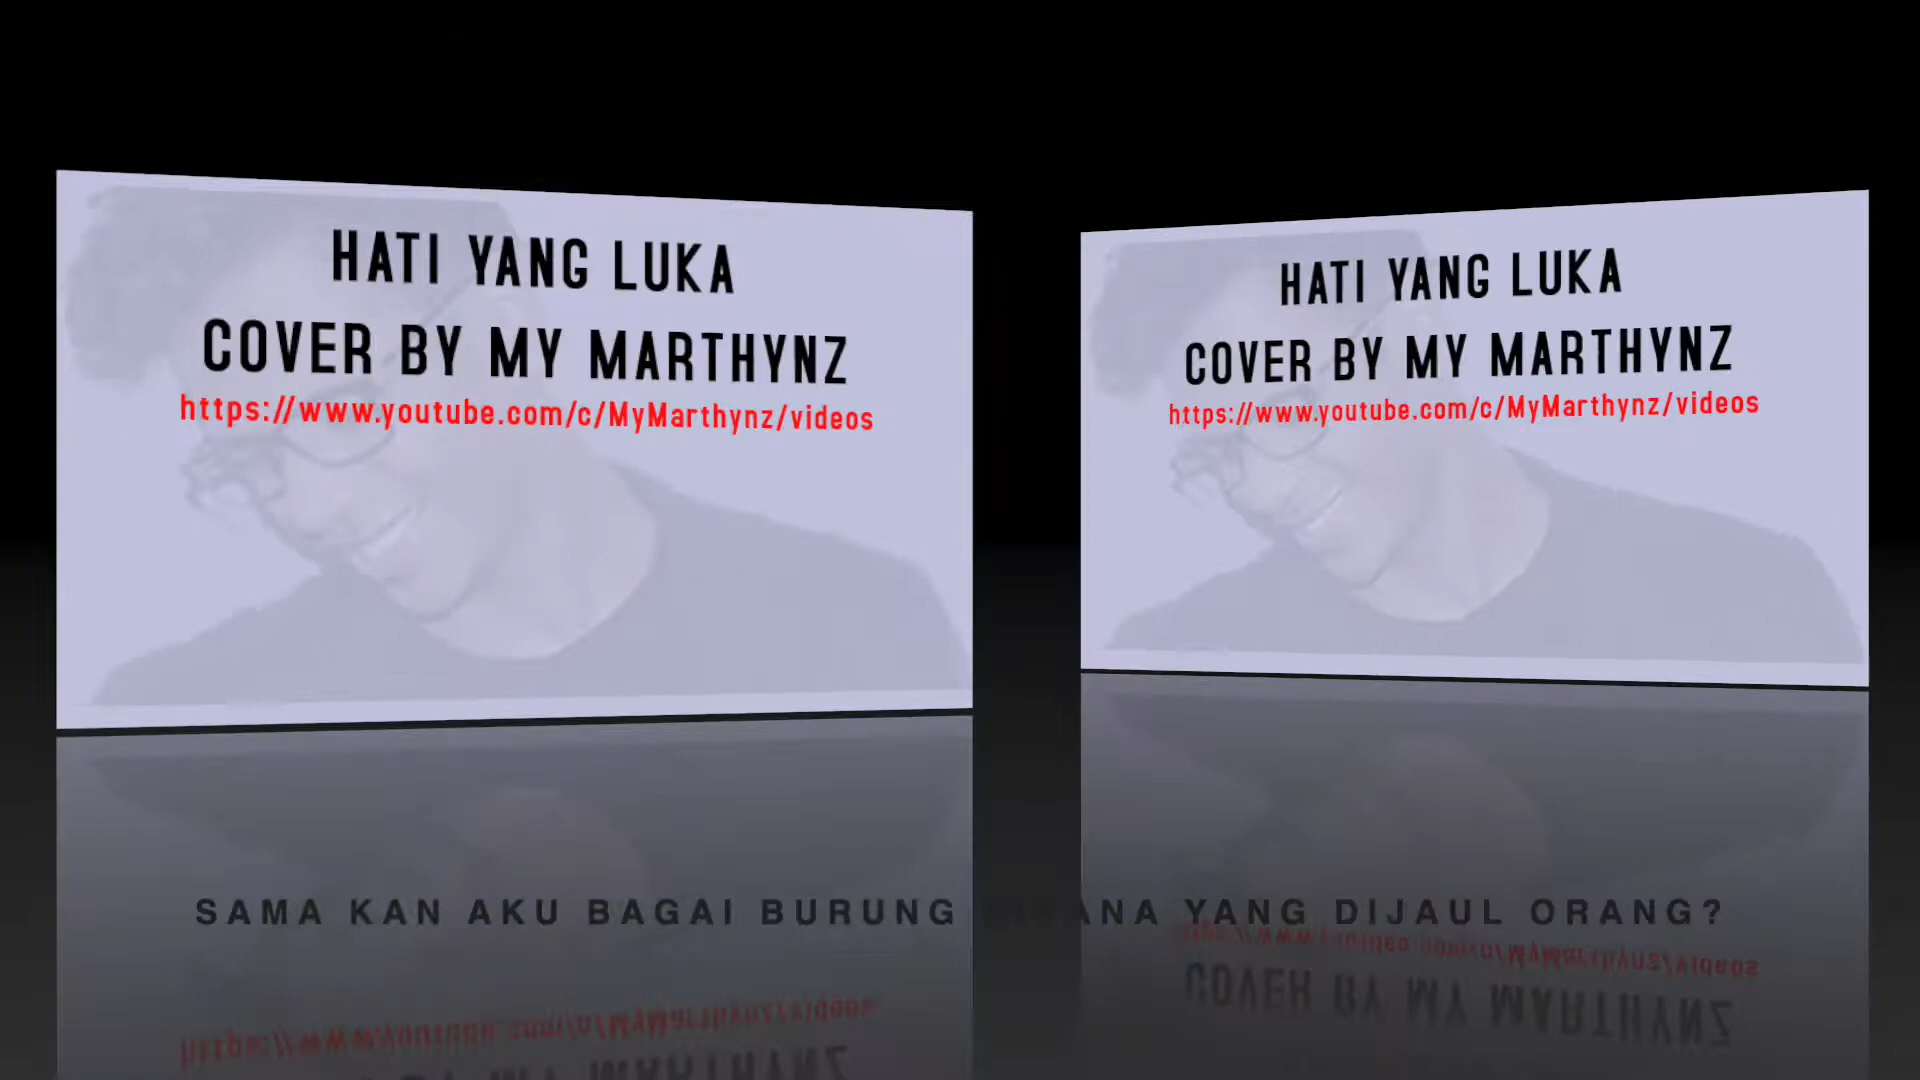 HATI YANG LUKA
COVER BY MY MARTHYNZ
https://www.youtube.com/c/MyMarthynz/videos
HATI YANG LUKA
COVER BY MY MARTHYNZ
https://www.youtube.com/c/MyMarthynz/videos
SAMA KAN AKU BAGAI BURUNG YANG DIJAUL ORANG?